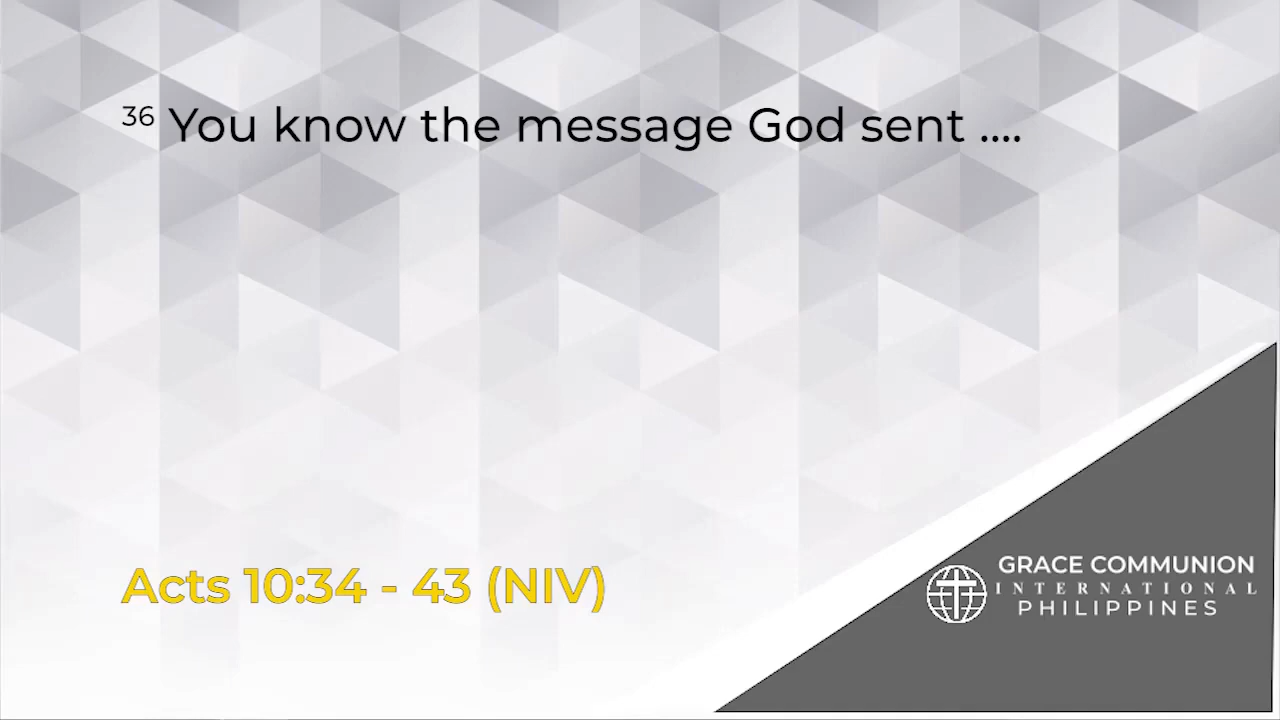 36 You know the message God sent ....
Acts 10:34 - 43 (NIV)
GRACE COMMUNION
INTERNATIONAL
PHILIPPINES